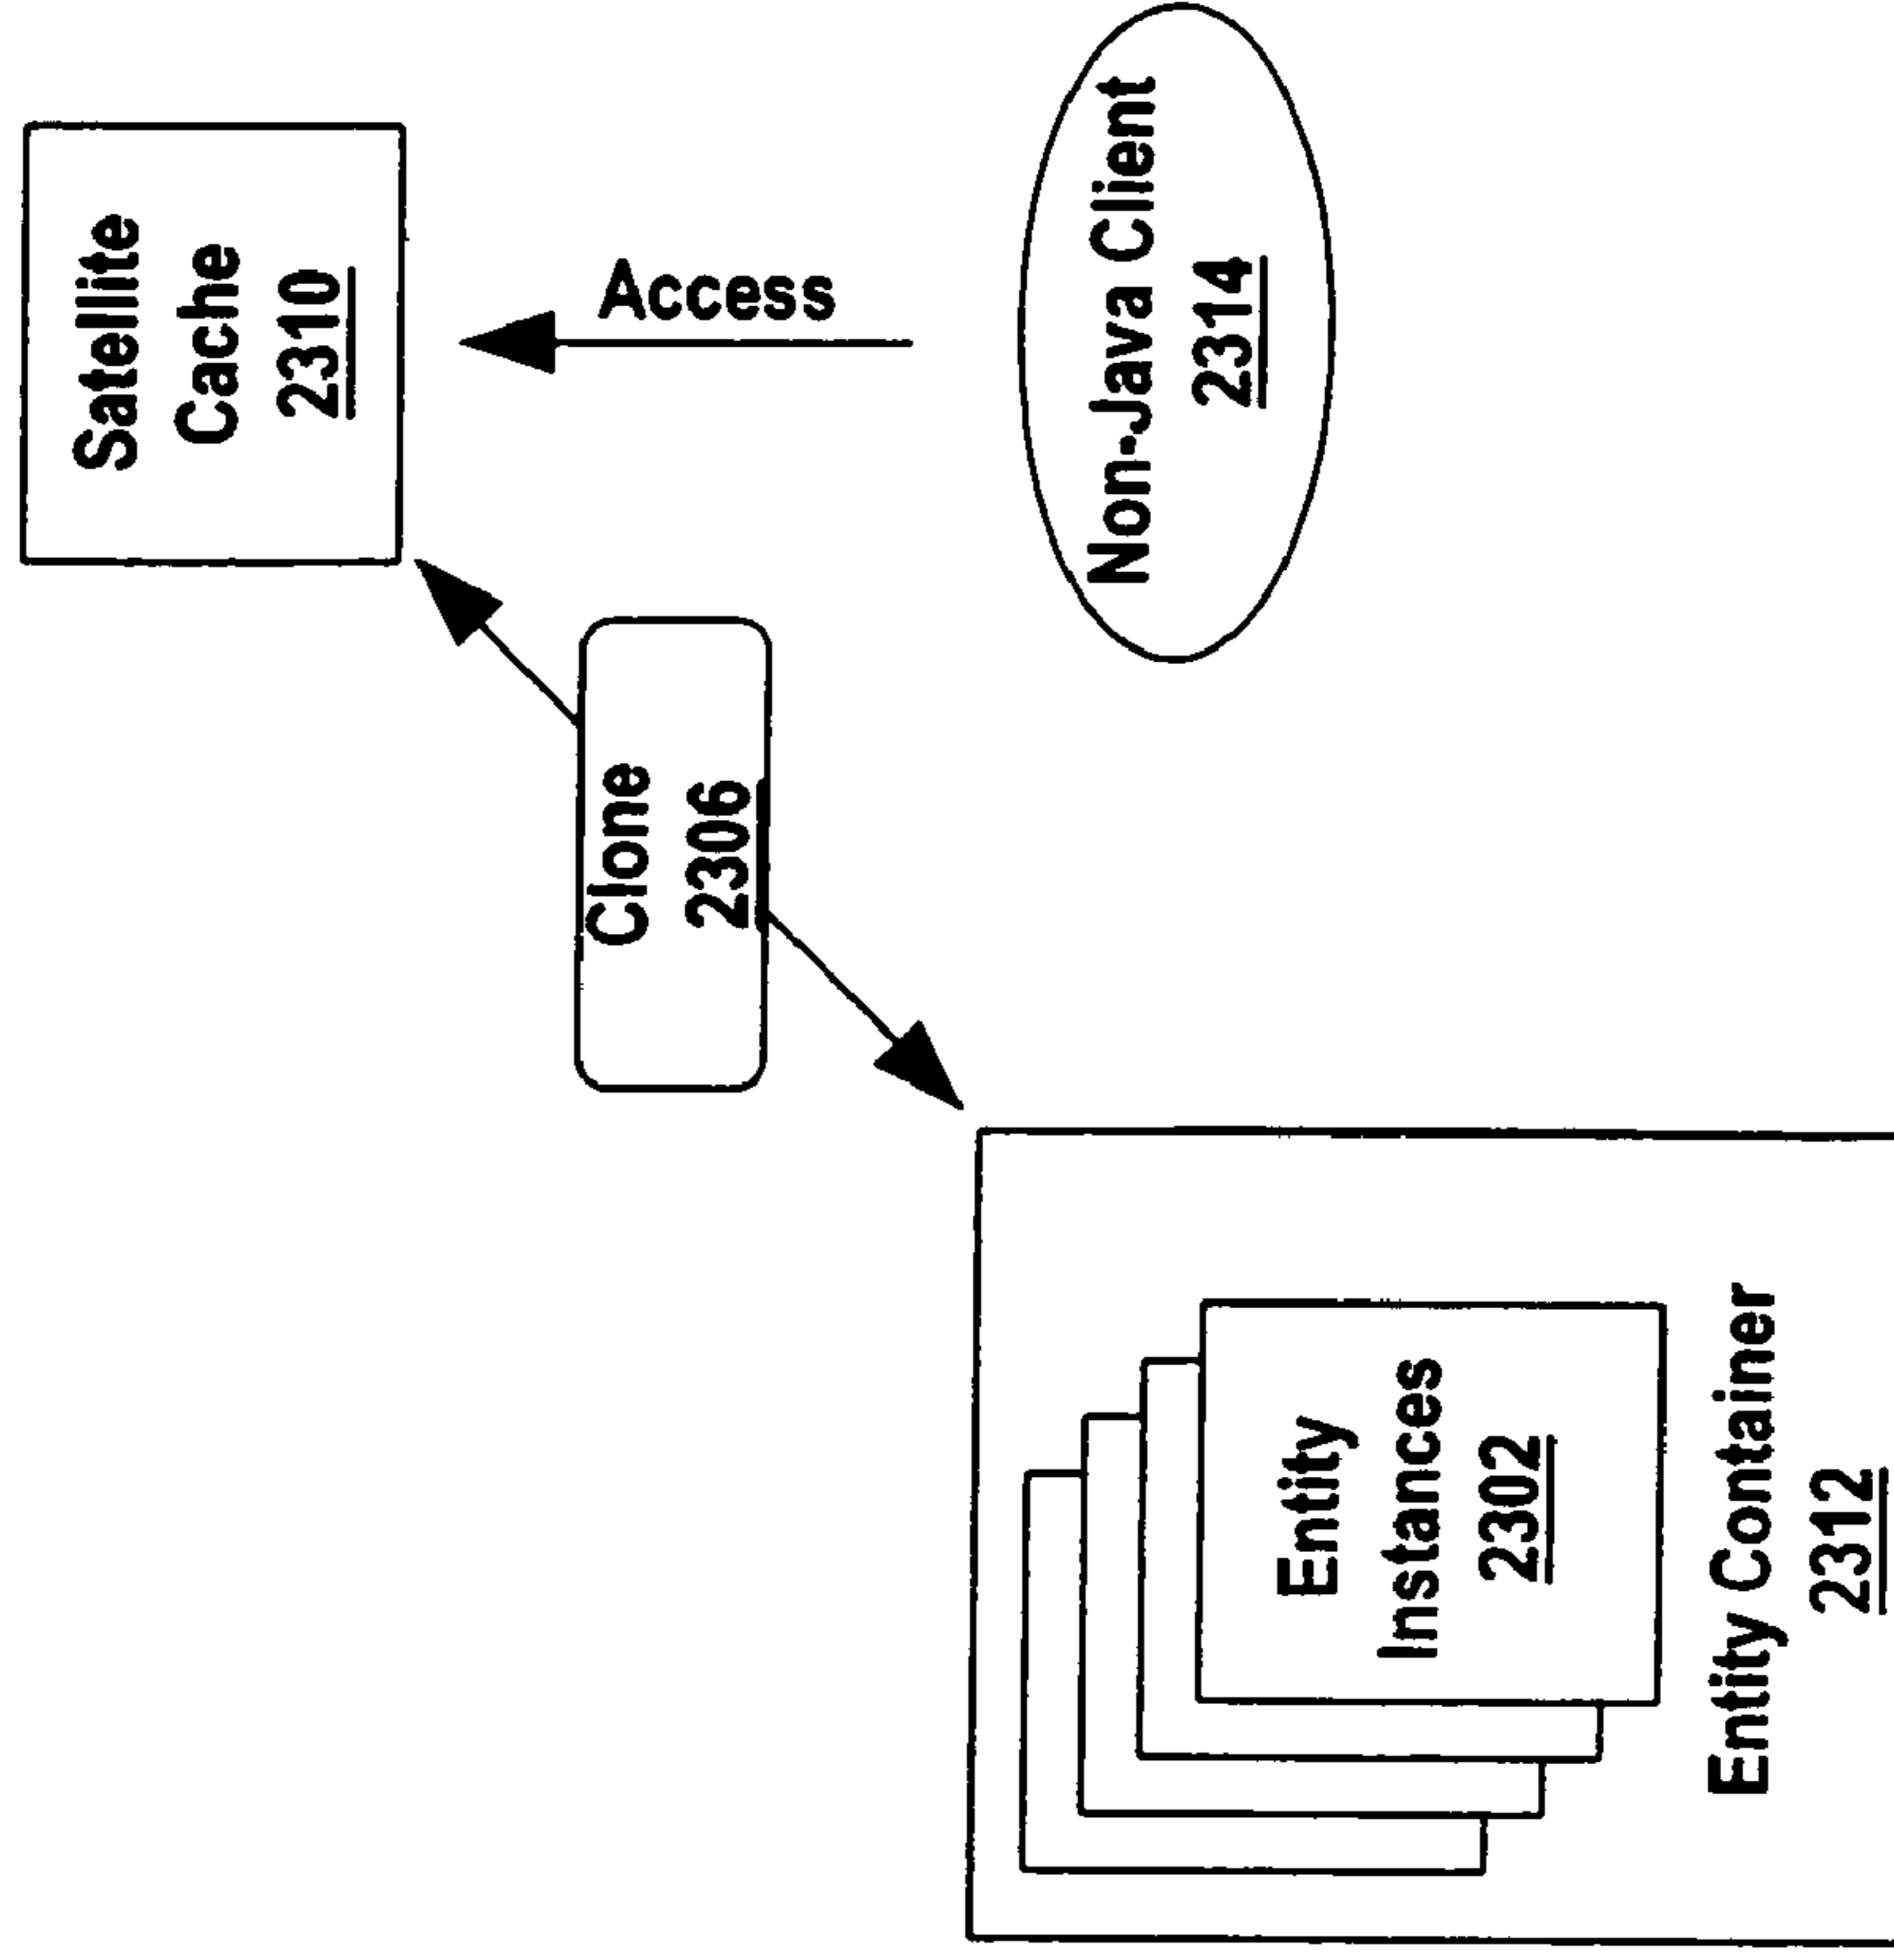 Satellite
Cache
2310
Clone
2306
Access
Entity
Instances
2302
Entity Container
2312
Non-Java Client
2314